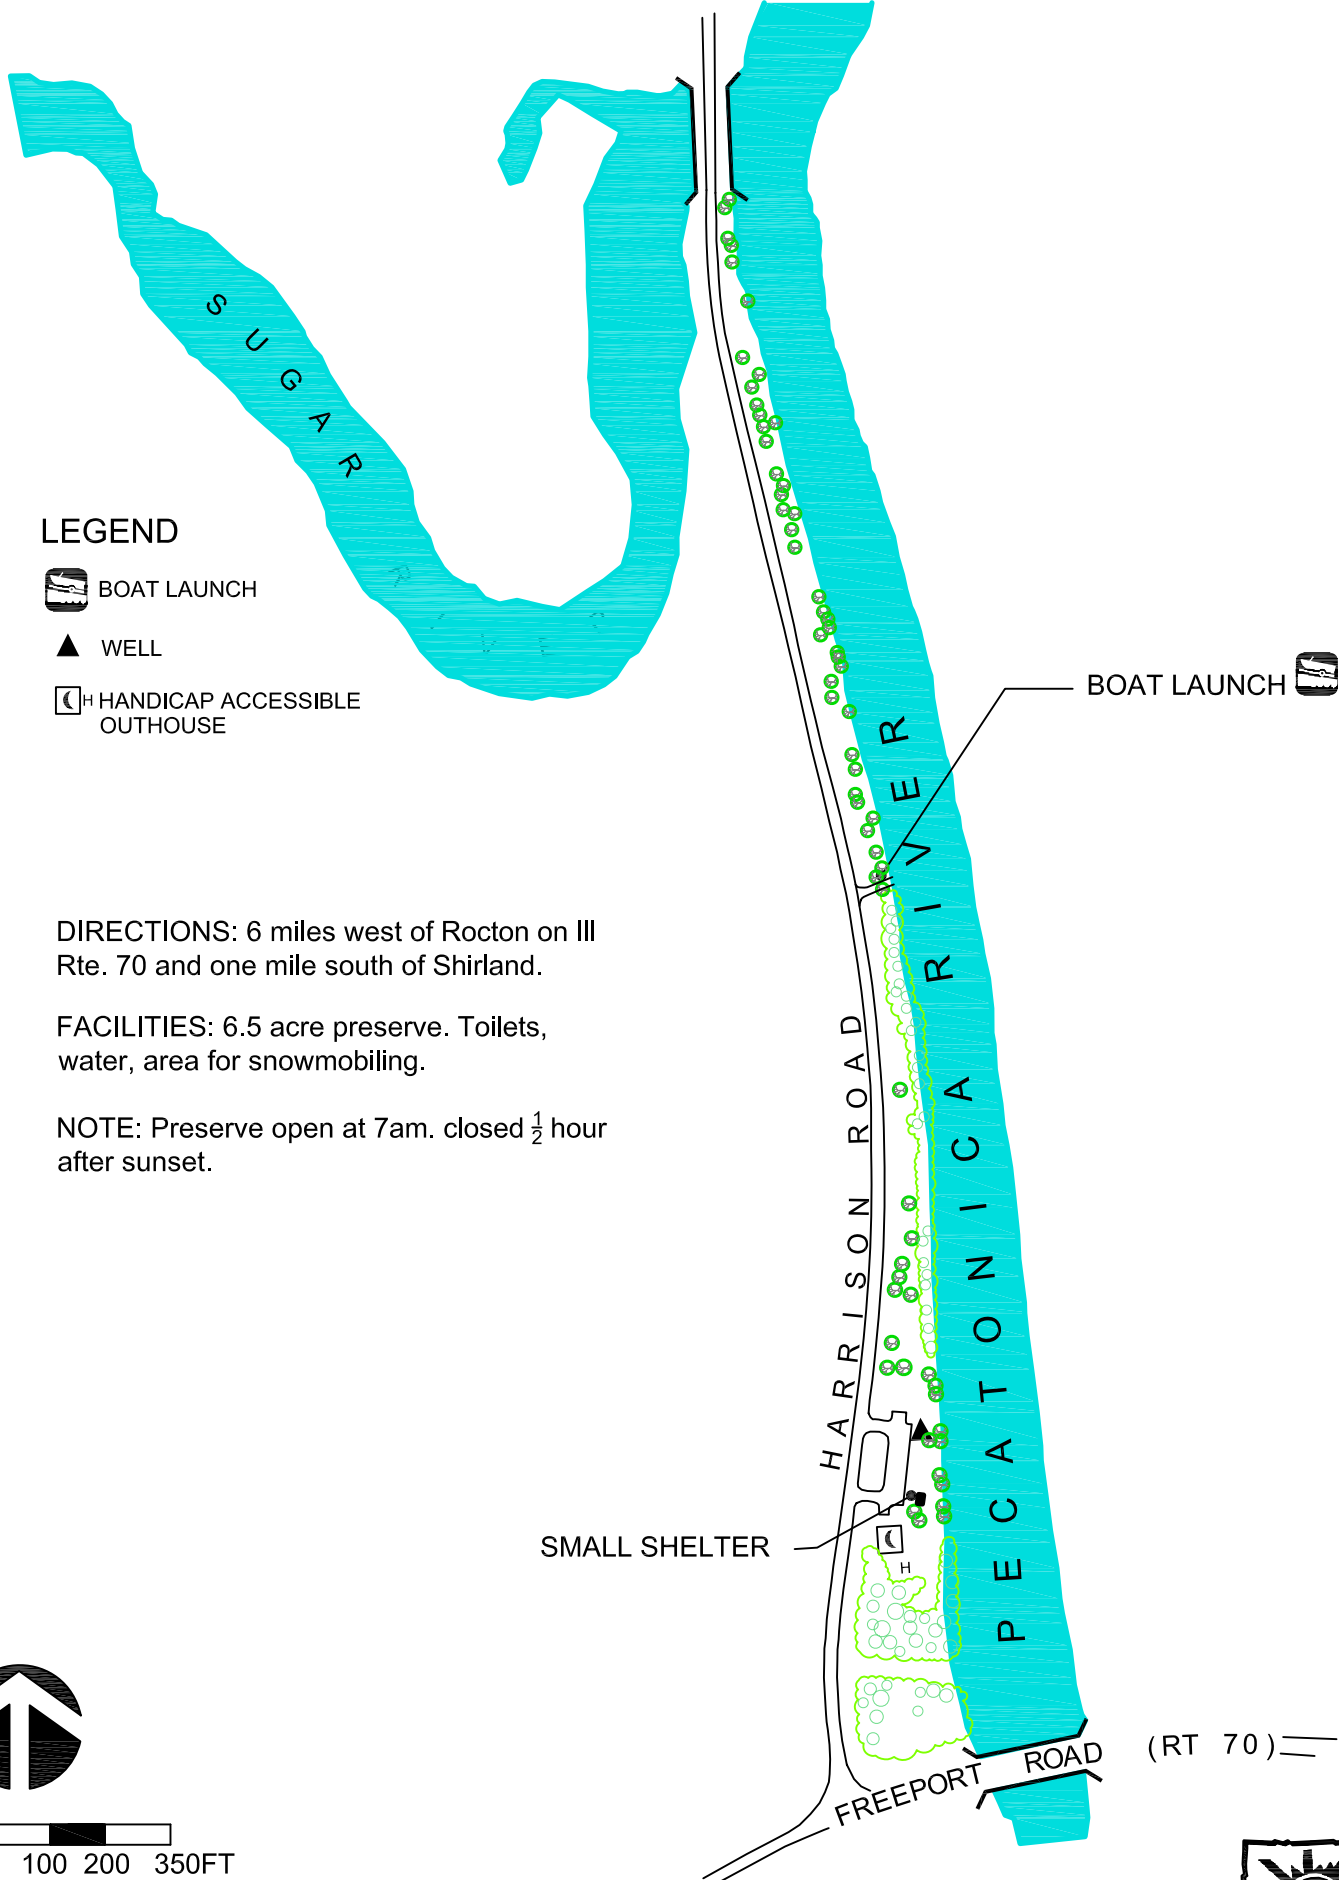 SUGAR
RIVER
LEGEND
BOAT LAUNCH
WELL
H HANDICAP ACCESSIBLE
OUTHOUSE
BOAT LAUNCH
PECATONICA RIVER
DIRECTIONS: 6 miles west of Rocton on Ill
Rte. 70 and one mile south of Shirland.
FACILITIES: 6.5 acre preserve. Toilets,
water, area for snowmobiling.
NOTE: Preserve open at 7am. closed ½ hour
after sunset.
HARRISON ROAD
SMALL SHELTER
H
FREEPORT ROAD (RT 70)
100 200 350FT